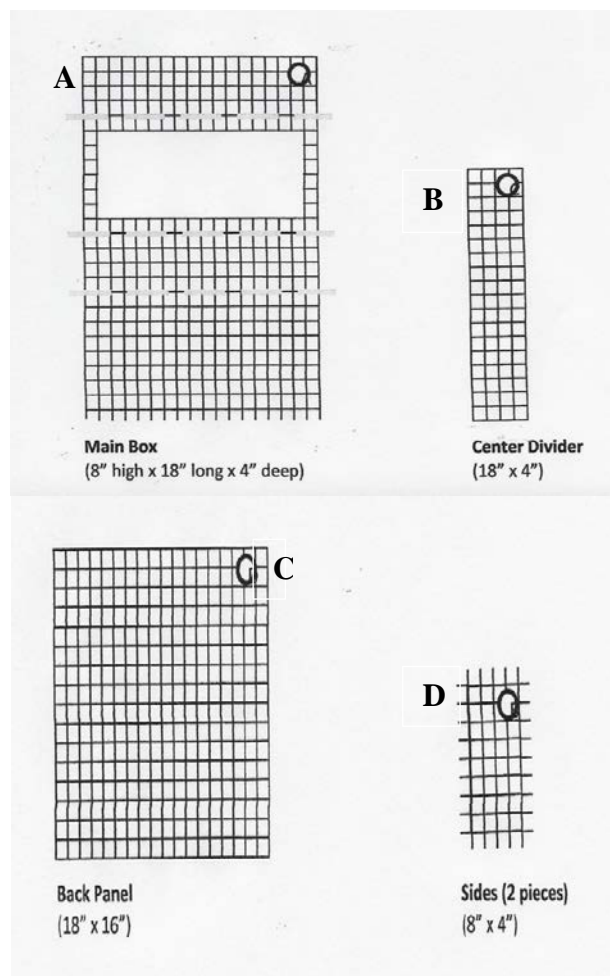 A
B
Main Box
(8” high x 18” long x 4” deep)
Center Divider
(18” x 4”)
C
D
Back Panel
(18” x 16”)
Sides (2 pieces)
(8” x 4”)